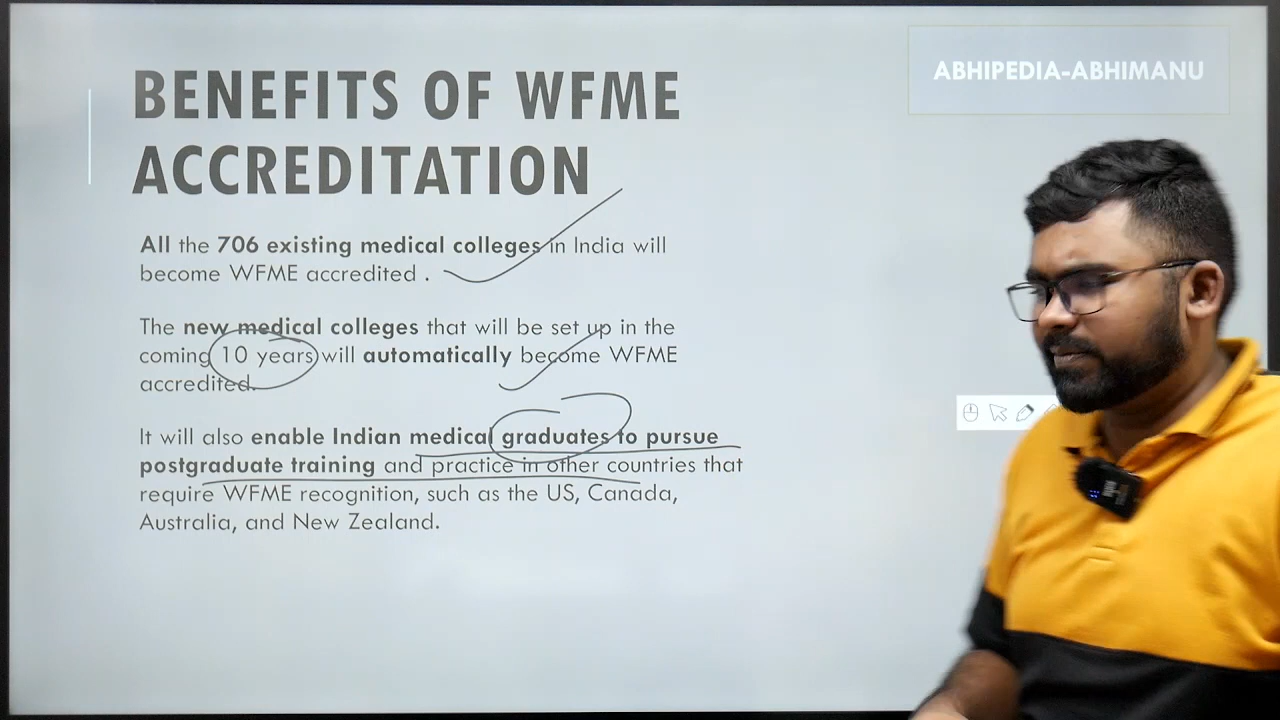 ABHIPEDIA-ABHIMANU
BENEFITS OF WFME
ACCREDITATION
All the 706 existing medical colleges in India will
become WFME accredited .
The new medical colleges that will be set up in the
coming 10 years will automatically become WFME
accredited.
It will also enable Indian medical graduates to pursue
postgraduate training and practice in other countries that
require WFME recognition, such as the US, Canada,
Australia, and New Zealand.